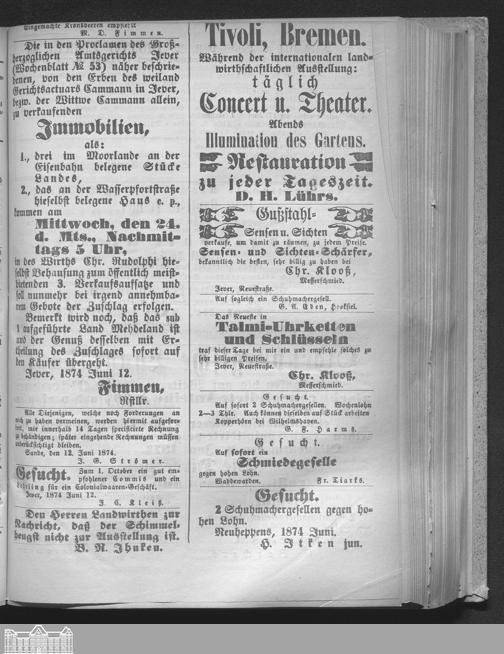 Eingemachte Kronsbeeren empfiehlt
M. D. Fimmen.
Die in den Proclamen des Groß-
herzoglichen Amtsgerichts Jever
(Wochenblatt № 53) näher beschrie-
benen, von den Erben des weiland
Gerichtsactuars Cammann in Jever,
bezw. der Wittwe Cammann allein,
zu verkaufenden
Immobilien,
als:
1., drei im Moorlande an der
Eisenbahn belegene Stücke
Landes,
2., das an der Wasserpfortstraße
hieselbst belegene Haus c. p.,
kommen am
Mittwoch, den 24.
d. Mts., Nachmit-
tags 5 Uhr,
in des Wirths Chr. Rudolphi hie-
selbst Behausung zum öffentlich meist-
bietenden 3. Verkaufsaufsatze und
soll nunmehr bei irgend annehmba-
rem Gebote der Zuschlag erfolgen.
Bemerkt wird noch, daß das sub
1 aufgeführte Land Mehdeland ist
und der Genuß desselben mit Er-
theilung des Zuschlages sofort auf
den Käufer übergeht.
Jever, 1874 Juni 12.
Fimmen,
Rstllr.
Alle Diejenigen, welche noch Forderungen an
mich zu haben vermeinen, werden hiermit aufgefor-
dert, mir innerhalb 14 Tagen specificirte Rechnung
zu behändigen; später eingehende Rechnungen müssen
unberücksichtigt bleiben.
Sande, den 12. Juni 1874.
J. G. Strömer.
Gesucht. Zum 1. October ein gut em-
pfohlener Commis und ein
Lehrling für ein Colonialwaaren-Geschäft.
Jever, 1874 Juni 12.
J. C. Kleiß.
Den Herren Landwirthen zur
Nachricht, daß der Schimmel-
hengst nicht zur Ausstellung ist.
B. R. Ihnken.
Tivoli, Bremen.
Während der internationalen land-
wirthschaftlichen Ausstellung:
täglich
Concert u. Theater.
Abends
Illumination des Gartens.
Restauration
zu jeder Tageszeit.
D. H. Lührs.
Gußstahl-
Sensen u. Sichten
verkaufe, um damit zu räumen, zu jedem Preise.
Sensen- und Sichten-Schärfer,
bekanntlich die besten, sehr billig zu haben bei
Chr. Klooß,
Messerschmied.
Jever, Neuestraße.
Auf sogleich ein Schuhmachergesell.
G. A. Eden, Hooksiel.
Das Neueste in
Talmi-Uhrketten
und Schlüsseln
traf dieser Tage bei mir ein und empfehle solches zu
sehr billigen Preisen.
Jever, Neuestraße.
Chr. Klooß,
Messerschmied.
Gesucht.
Auf sofort 2 Schuhmachergesellen. Wochenlohn
2—3 Thlr. Auch können dieselben auf Stück arbeiten
Kopperhörn bei Wilhelmshaven.
G. F. Harms.
Gesucht.
Auf sofort ein
Schmiedegeselle
gegen hohen Lohn.
Waddewarden. Fr. Tiarks.
Gesucht.
2 Schuhmachergesellen gegen ho-
hen Lohn.
Neuheppens, 1874 Juni.
H. Itken jun.